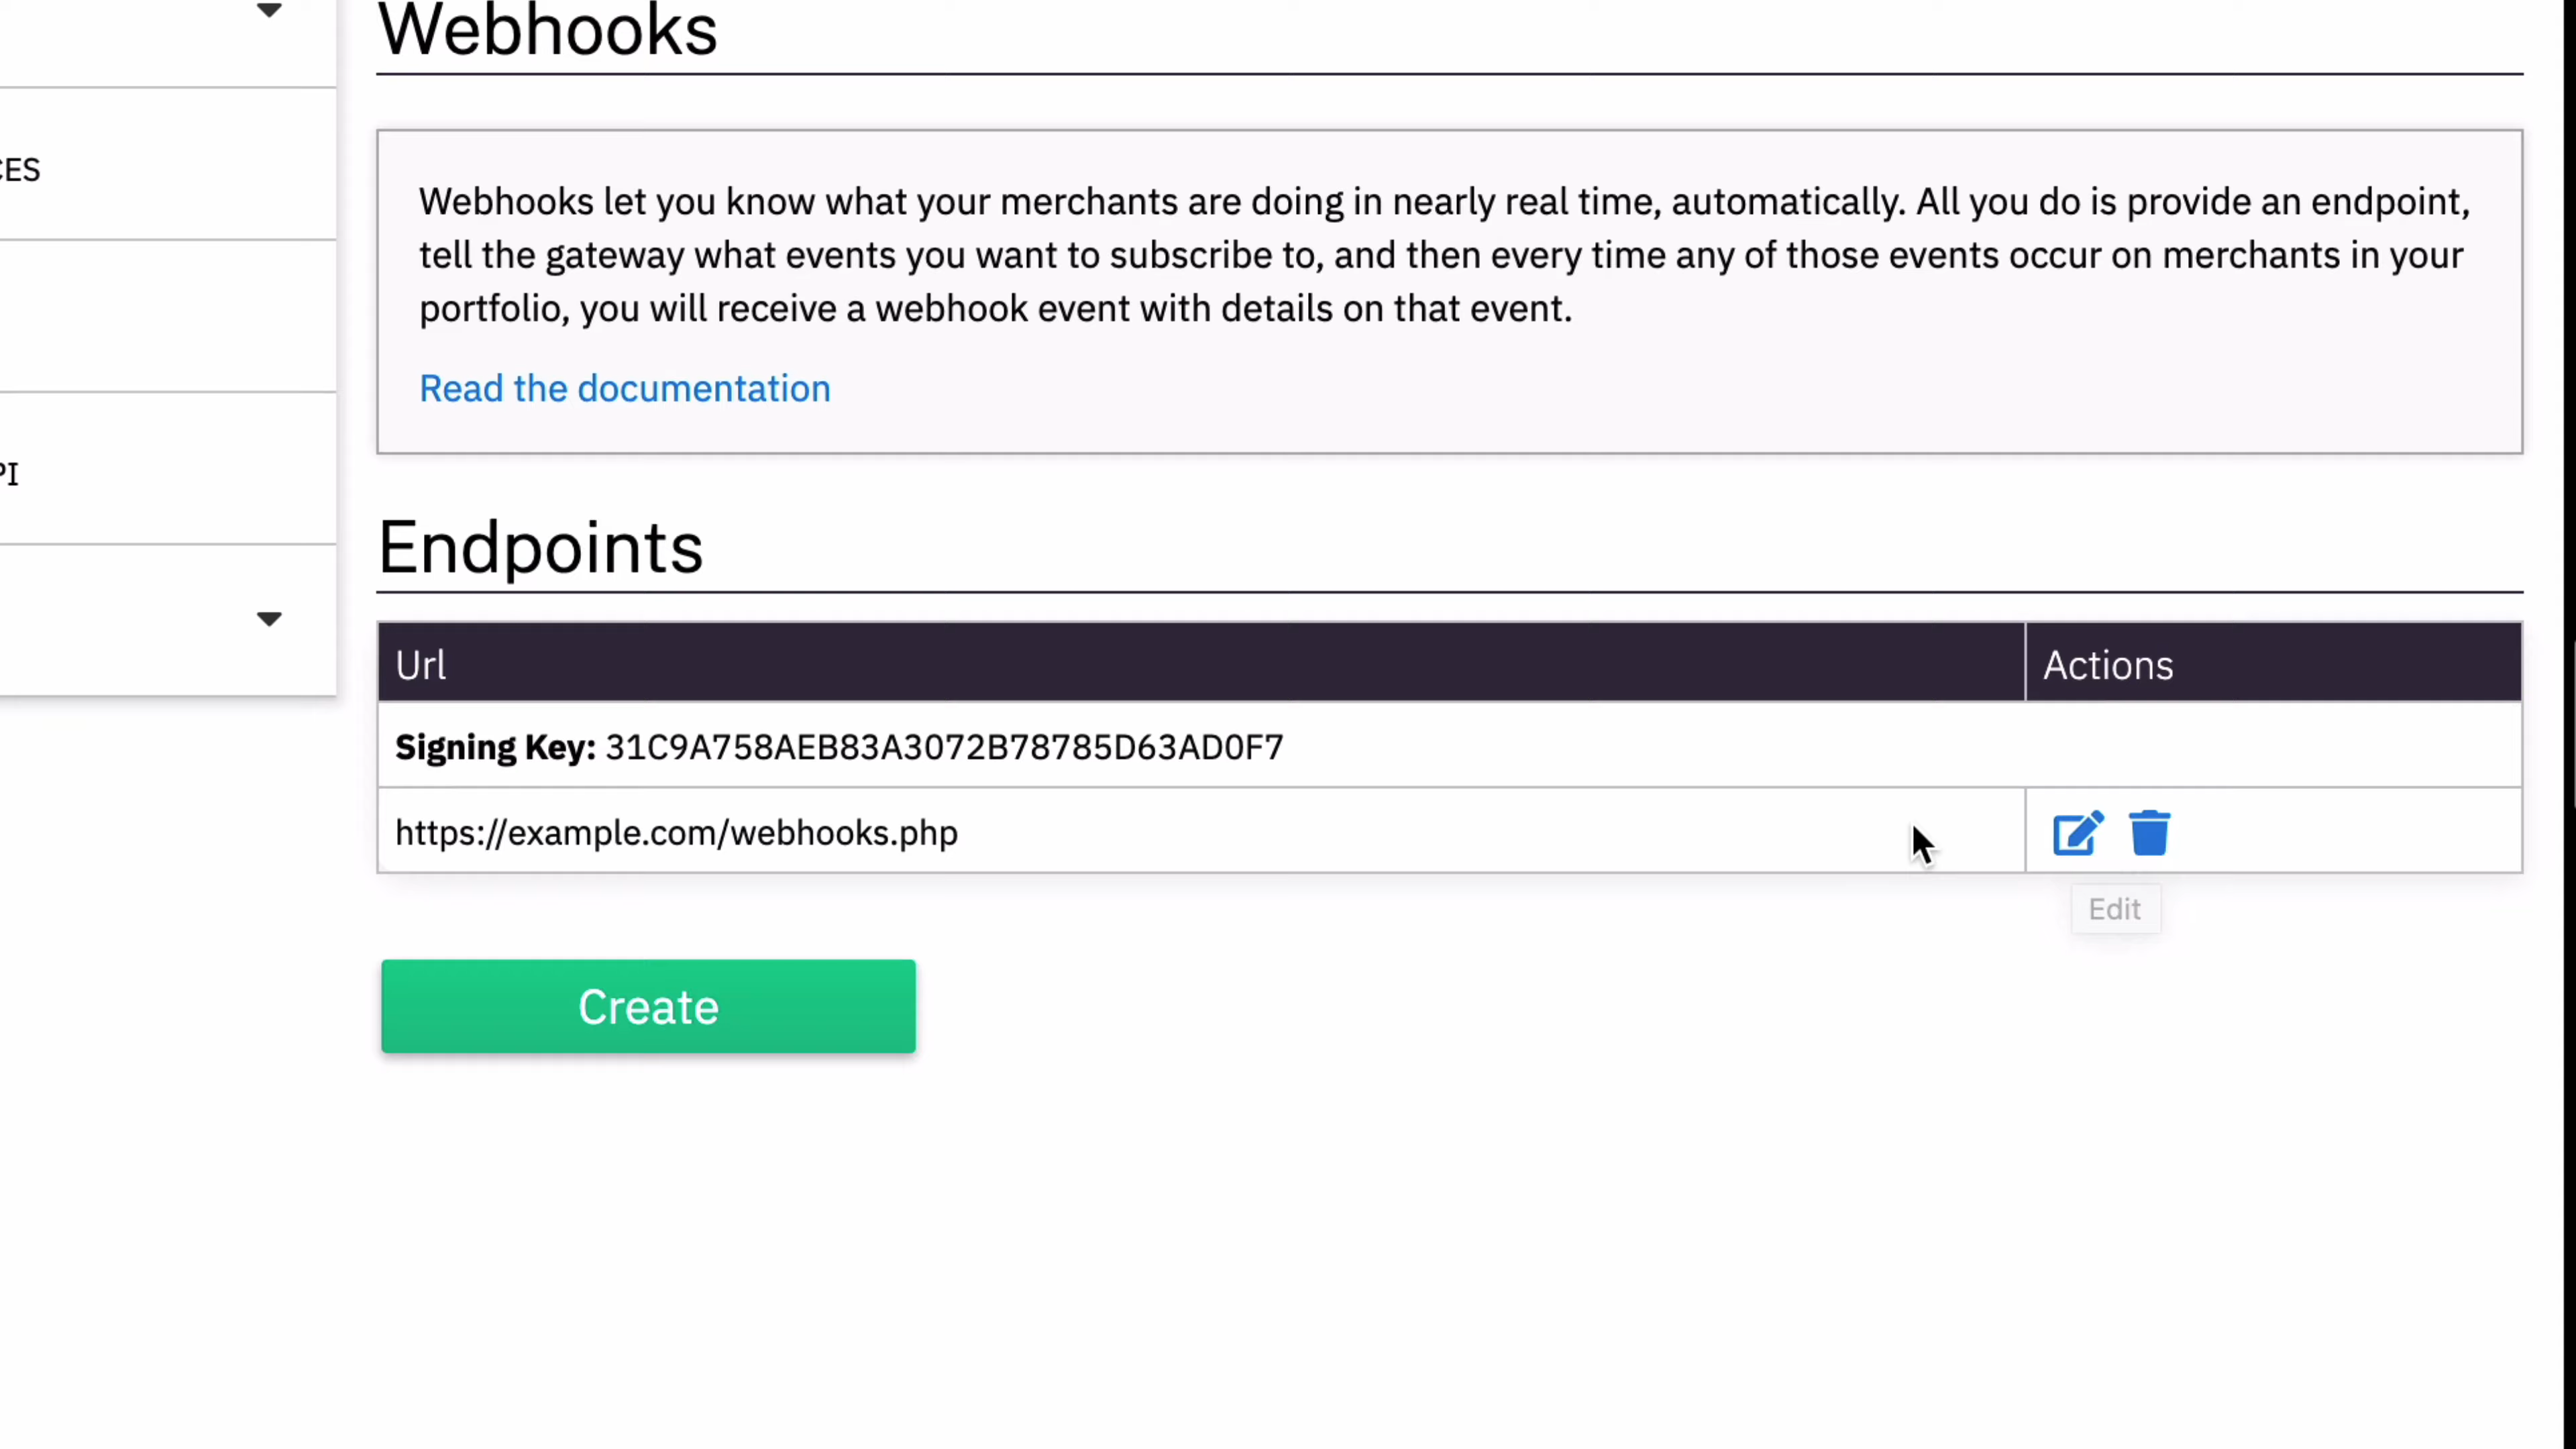 Webhooks
CES
Webhooks let you know what your merchants are doing in nearly real time, automatically. All you do is provide an endpoint,
tell the gateway what events you want to subscribe to, and then every time any of those events occur on merchants in your
portfolio, you will receive a webhook event with details on that event.
Read the documentation
PI
Endpoints
Url Actions
Signing Key: 31C9A758AEB83A3072B78785D63AD0F7
https://example.com/webhooks.php
Edit
Create